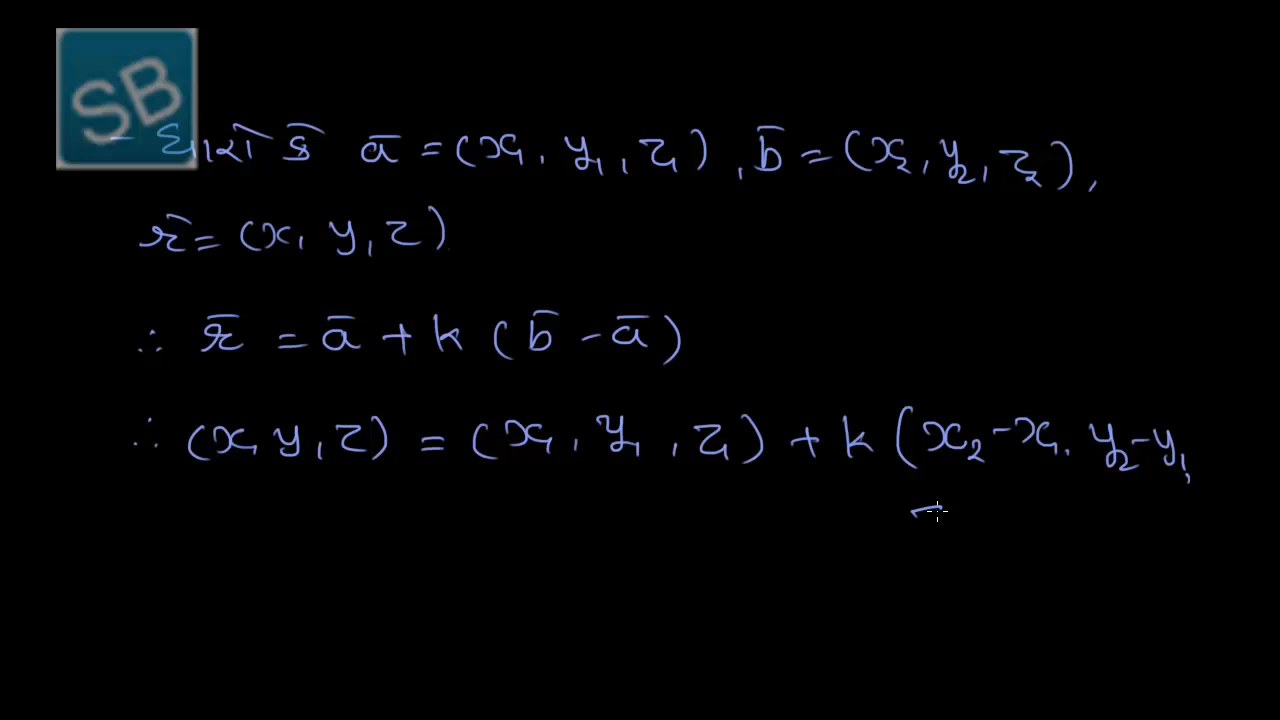 SB
- ધારો કે a̅ = (x₁, y₁, z₁), b̅ = (x₂, y₂, z₂),
r̅ = (x, y, z)
∴ r̅ = a̅ + k (b̅ - a̅)
∴ (x, y, z) = (x₁, y₁, z₁) + k (x₂ - x₁, y₂ - y₁,